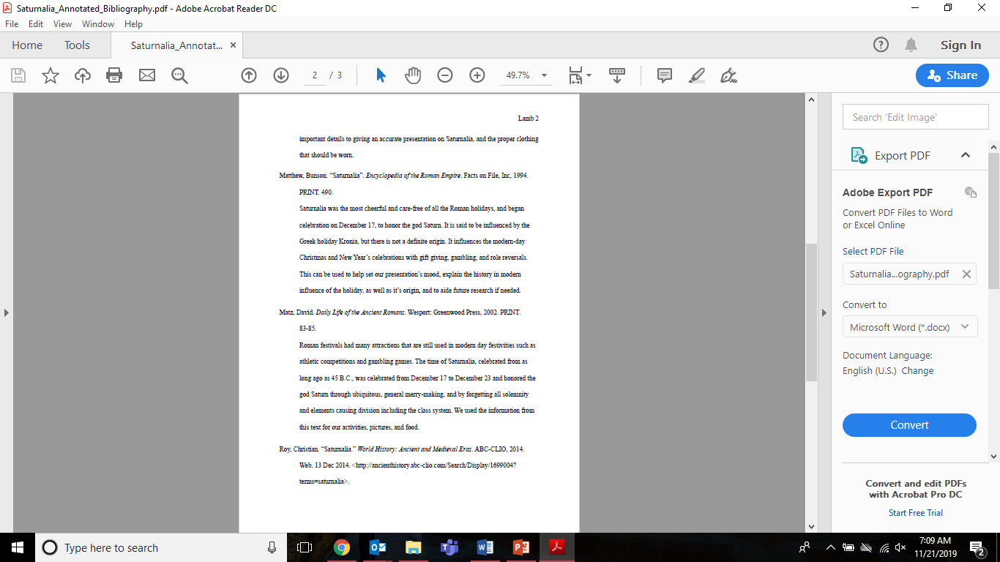 Saturnalia_Annotated_Bibliography.pdf - Adobe Acrobat Reader DC
File Edit View Window Help
Home Tools Saturnalia_Annotat... × Sign In
2 / 3 49.7% Share
Lamb 2
important details to giving an accurate presentation on Saturnalia, and the proper clothing
that should be worn.
Matthew, Bunson. “Saturnalia”. Encyclopedia of the Roman Empire. Facts on File, Inc, 1994.
PRINT. 490.
Saturnalia was the most cheerful and care-free of all the Roman holidays, and began
celebration on December 17, to honor the god Saturn. It is said to be influenced by the
Greek holiday Kronia, but there is not a definite origin. It influences the modern-day
Christmas and New Year’s celebrations with gift giving, gambling, and role reversals.
This can be used to help set our presentation’s mood, explain the history in modern
influence of the holiday, as well as it’s origin, and to aide future research if needed.
Matz, David. Daily Life of the Ancient Romans. Wesport: Greenwood Press, 2002. PRINT.
83-85.
Roman festivals had many attractions that are still used in modern day festivities such as
athletic competitions and gambling games. The time of Saturnalia, celebrated from as
long ago as 45 B.C., was celebrated from December 17 to December 23 and honored the
god Saturn through ubiquitous, general merry-making, and by forgetting all solemnity
and elements causing division including the class system. We used the information from
this text for our activities, pictures, and food.
Roy, Christian. “Saturnalia.” World History: Ancient and Medieval Eras. ABC-CLIO, 2014.
Web. 13 Dec 2014. <http://ancienthistory.abc-clio.com/Search/Display/1699004?
terms=saturnalia>.
Search 'Edit Image'
Export PDF
Adobe Export PDF
Convert PDF Files to Word
or Excel Online
Select PDF File
Saturnalia...ography.pdf
Convert to
Microsoft Word (*.docx)
Document Language:
English (U.S.) Change
Convert
Convert and edit PDFs
with Acrobat Pro DC
Start Free Trial
Type here to search
7:09 AM
11/21/2019
2